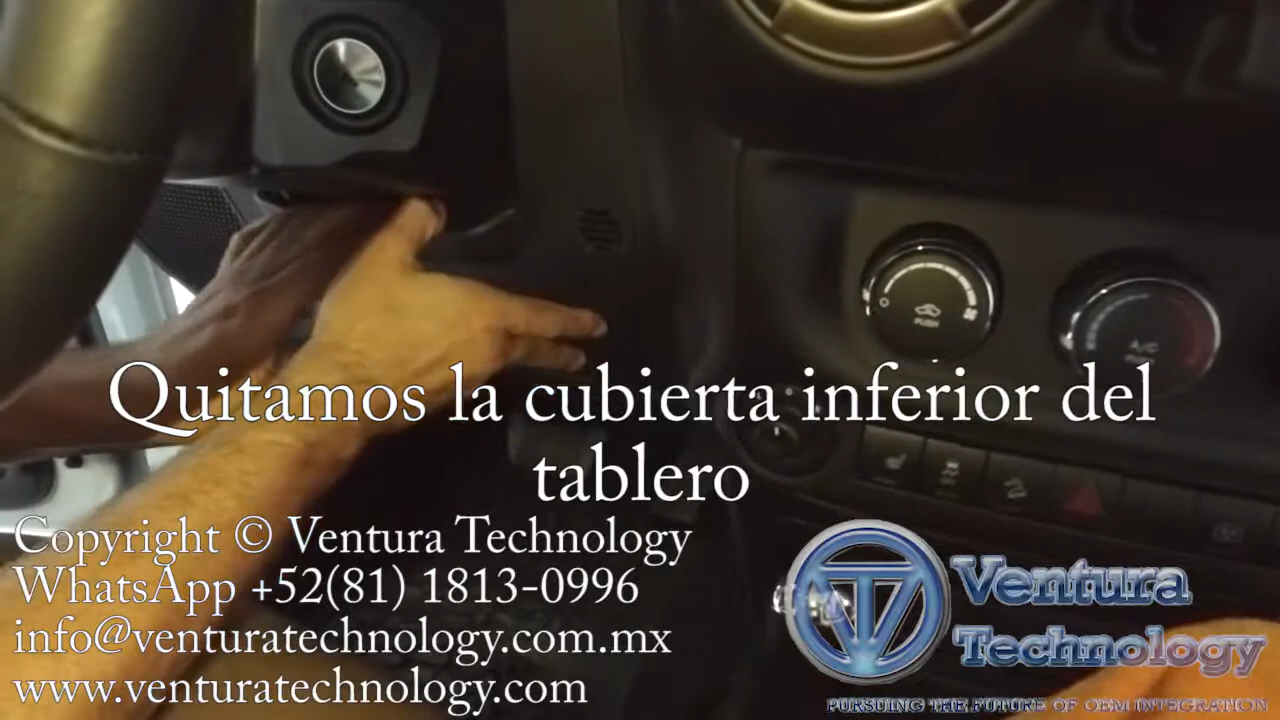 PUSH
A/C
Quitamos la cubierta inferior del
tablero
Copyright © Ventura Technology
WhatsApp +52(81) 1813-0996
info@venturatechnology.com.mx
www.venturatechnology.com
Ventura
Technology
PURSUING THE FUTURE OF OEM INTEGRATION